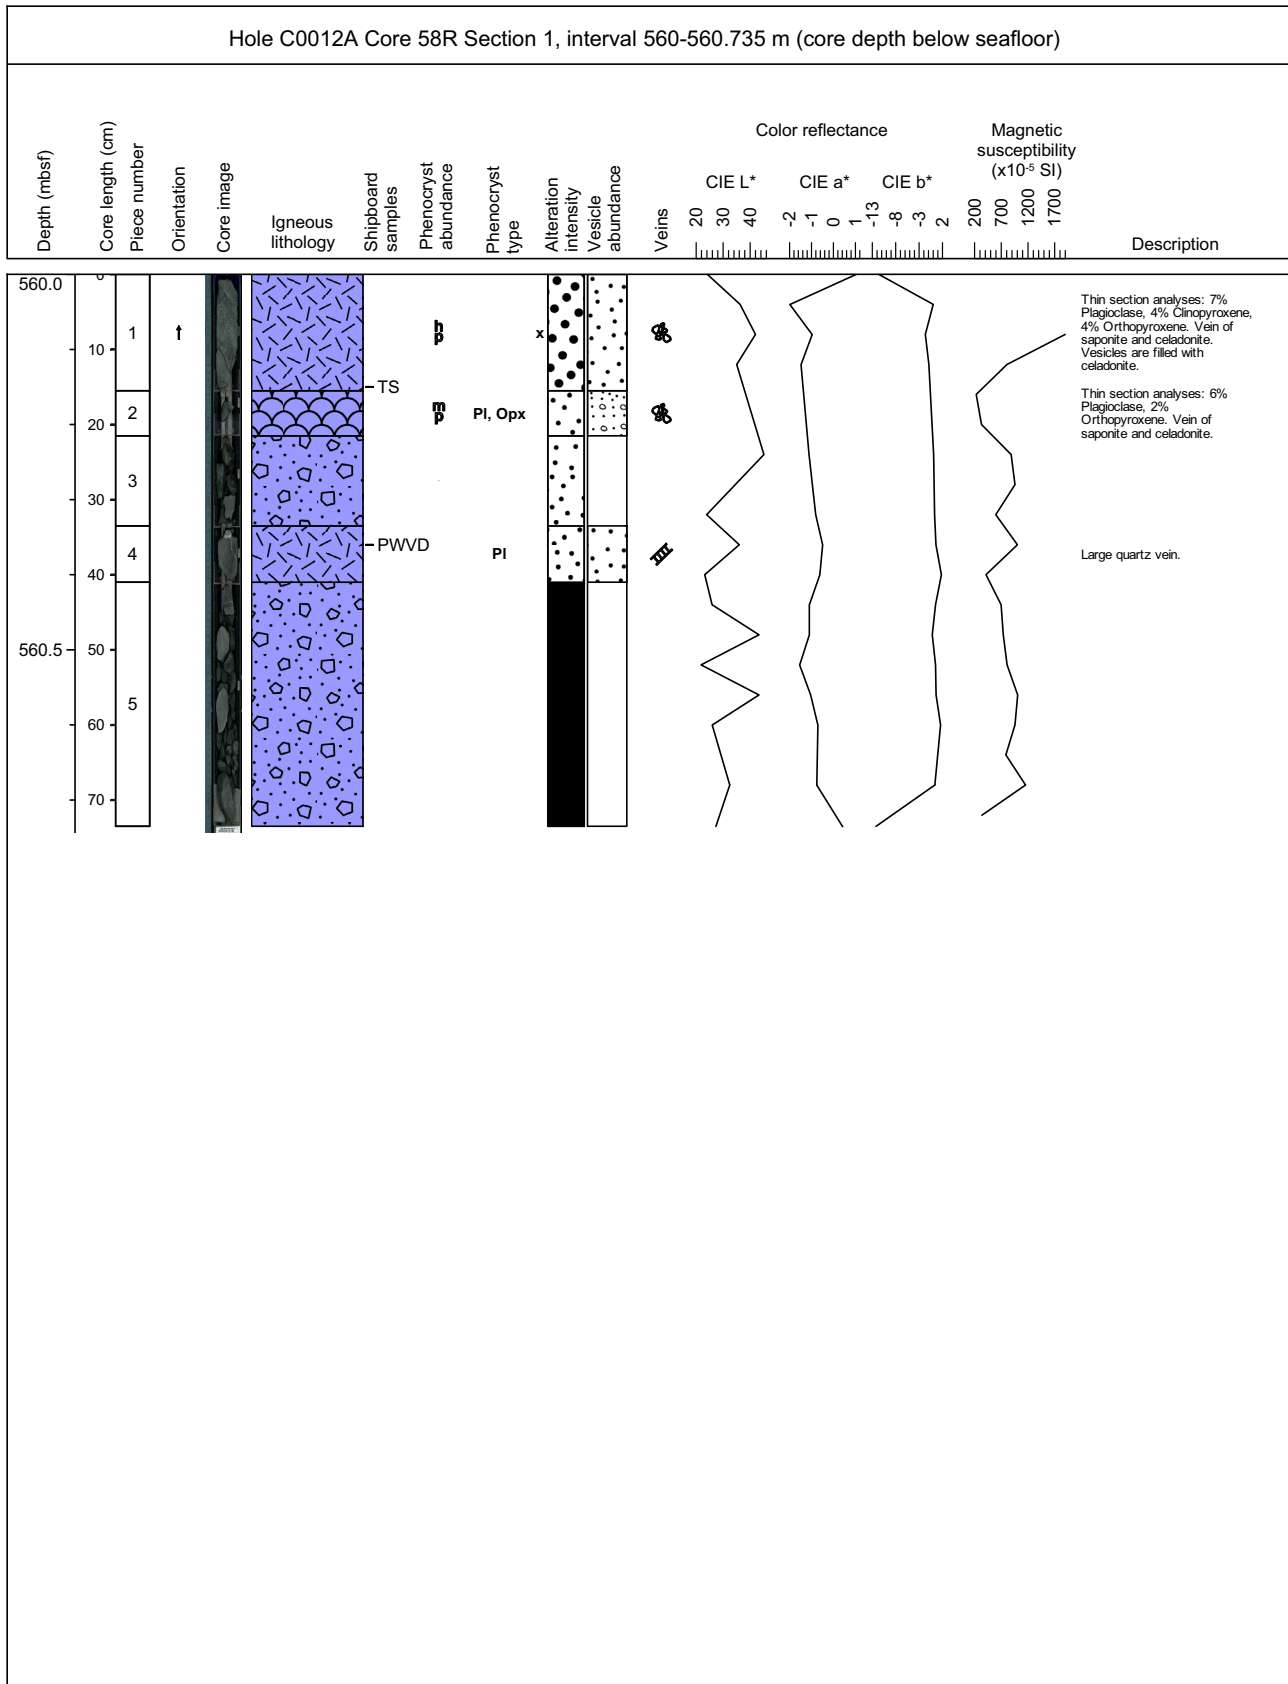 Hole C0012A Core 58R Section 1, interval 560-560.735 m (core depth below seafloor)
Depth (mbsf)
Core length (cm)
Piece number
Orientation
Core image
Igneous
lithology
Shipboard
samples
Phenocryst
abundance
Phenocryst
type
Alteration
intensity
Vesicle
abundance
Veins
Color reflectance
CIE L*
20 30 40
CIE a*
-2 -1 0 1
CIE b*
-13 -8 -3 2
Magnetic
susceptibility
(x10-5 SI)
200 700 1200 1700
Description
560.0
560.5
0
10
20
30
40
50
60
70
1
2
3
4
5
TS
PWVD
h
p
m
p
Pl, Opx
Pl
x
Thin section analyses: 7%
Plagioclase, 4% Clinopyroxene,
4% Orthopyroxene. Vein of
saponite and celadonite.
Vesicles are filled with
celadonite.
Thin section analyses: 6%
Plagioclase, 2%
Orthopyroxene. Vein of
saponite and celadonite.
Large quartz vein.